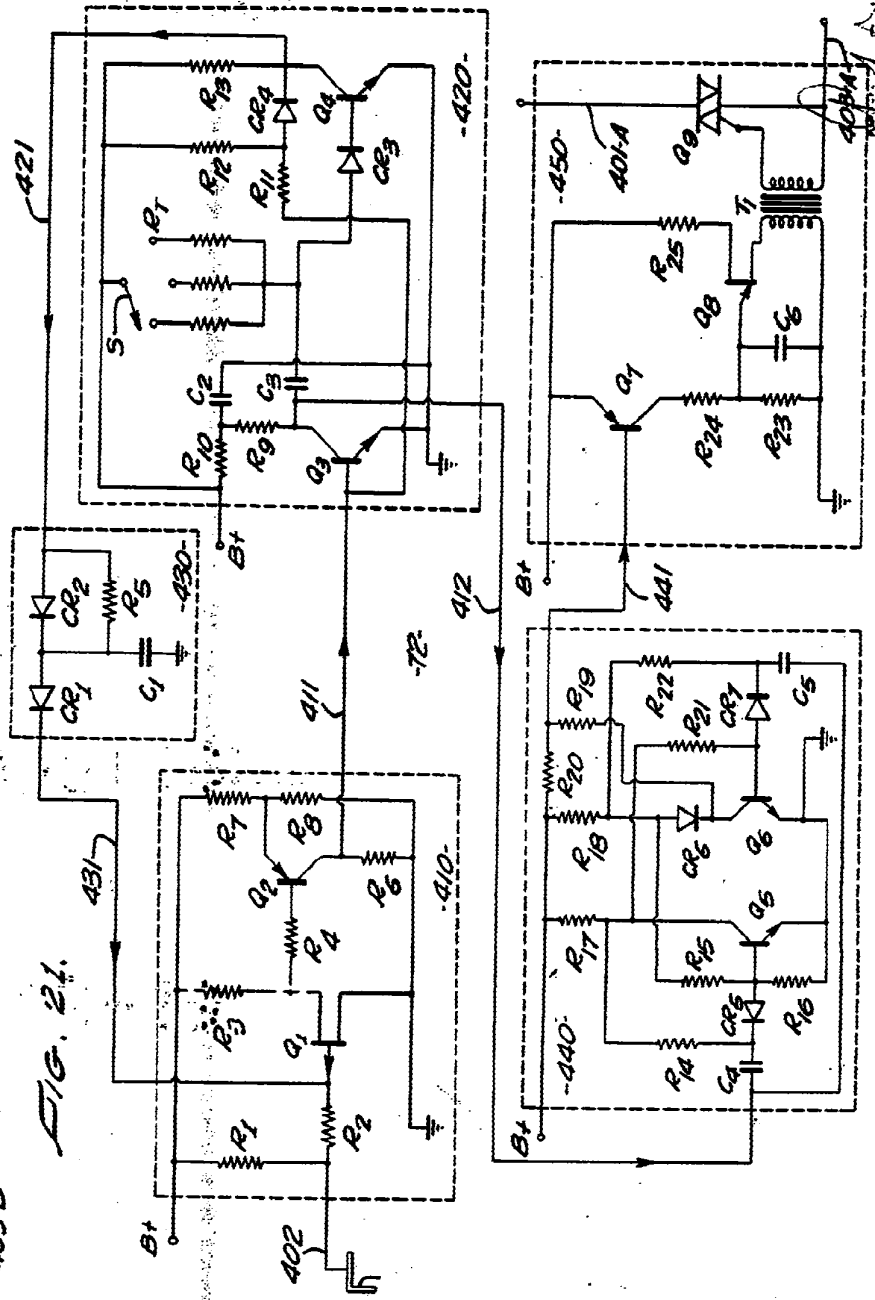 FIG. 21.
B+
402
R1
R2
R3
Q1
R4
Q2
R7
R8
R6
-410-
431
411
CR1
CR2
R5
C1
-430-
421
B+
R10
C2
R9
C3
Q3
S
RT
R12
R13
R11
CR4
CR3
Q4
-420-
-72-
412
B+
-440-
R14
C4
CR5
R15
R16
R17
Q5
R18
CR6
Q6
R20
R19
R21
R22
CR7
C5
441
B+
-450-
Q7
R24
R23
C6
Q8
R25
T1
Q9
401-A